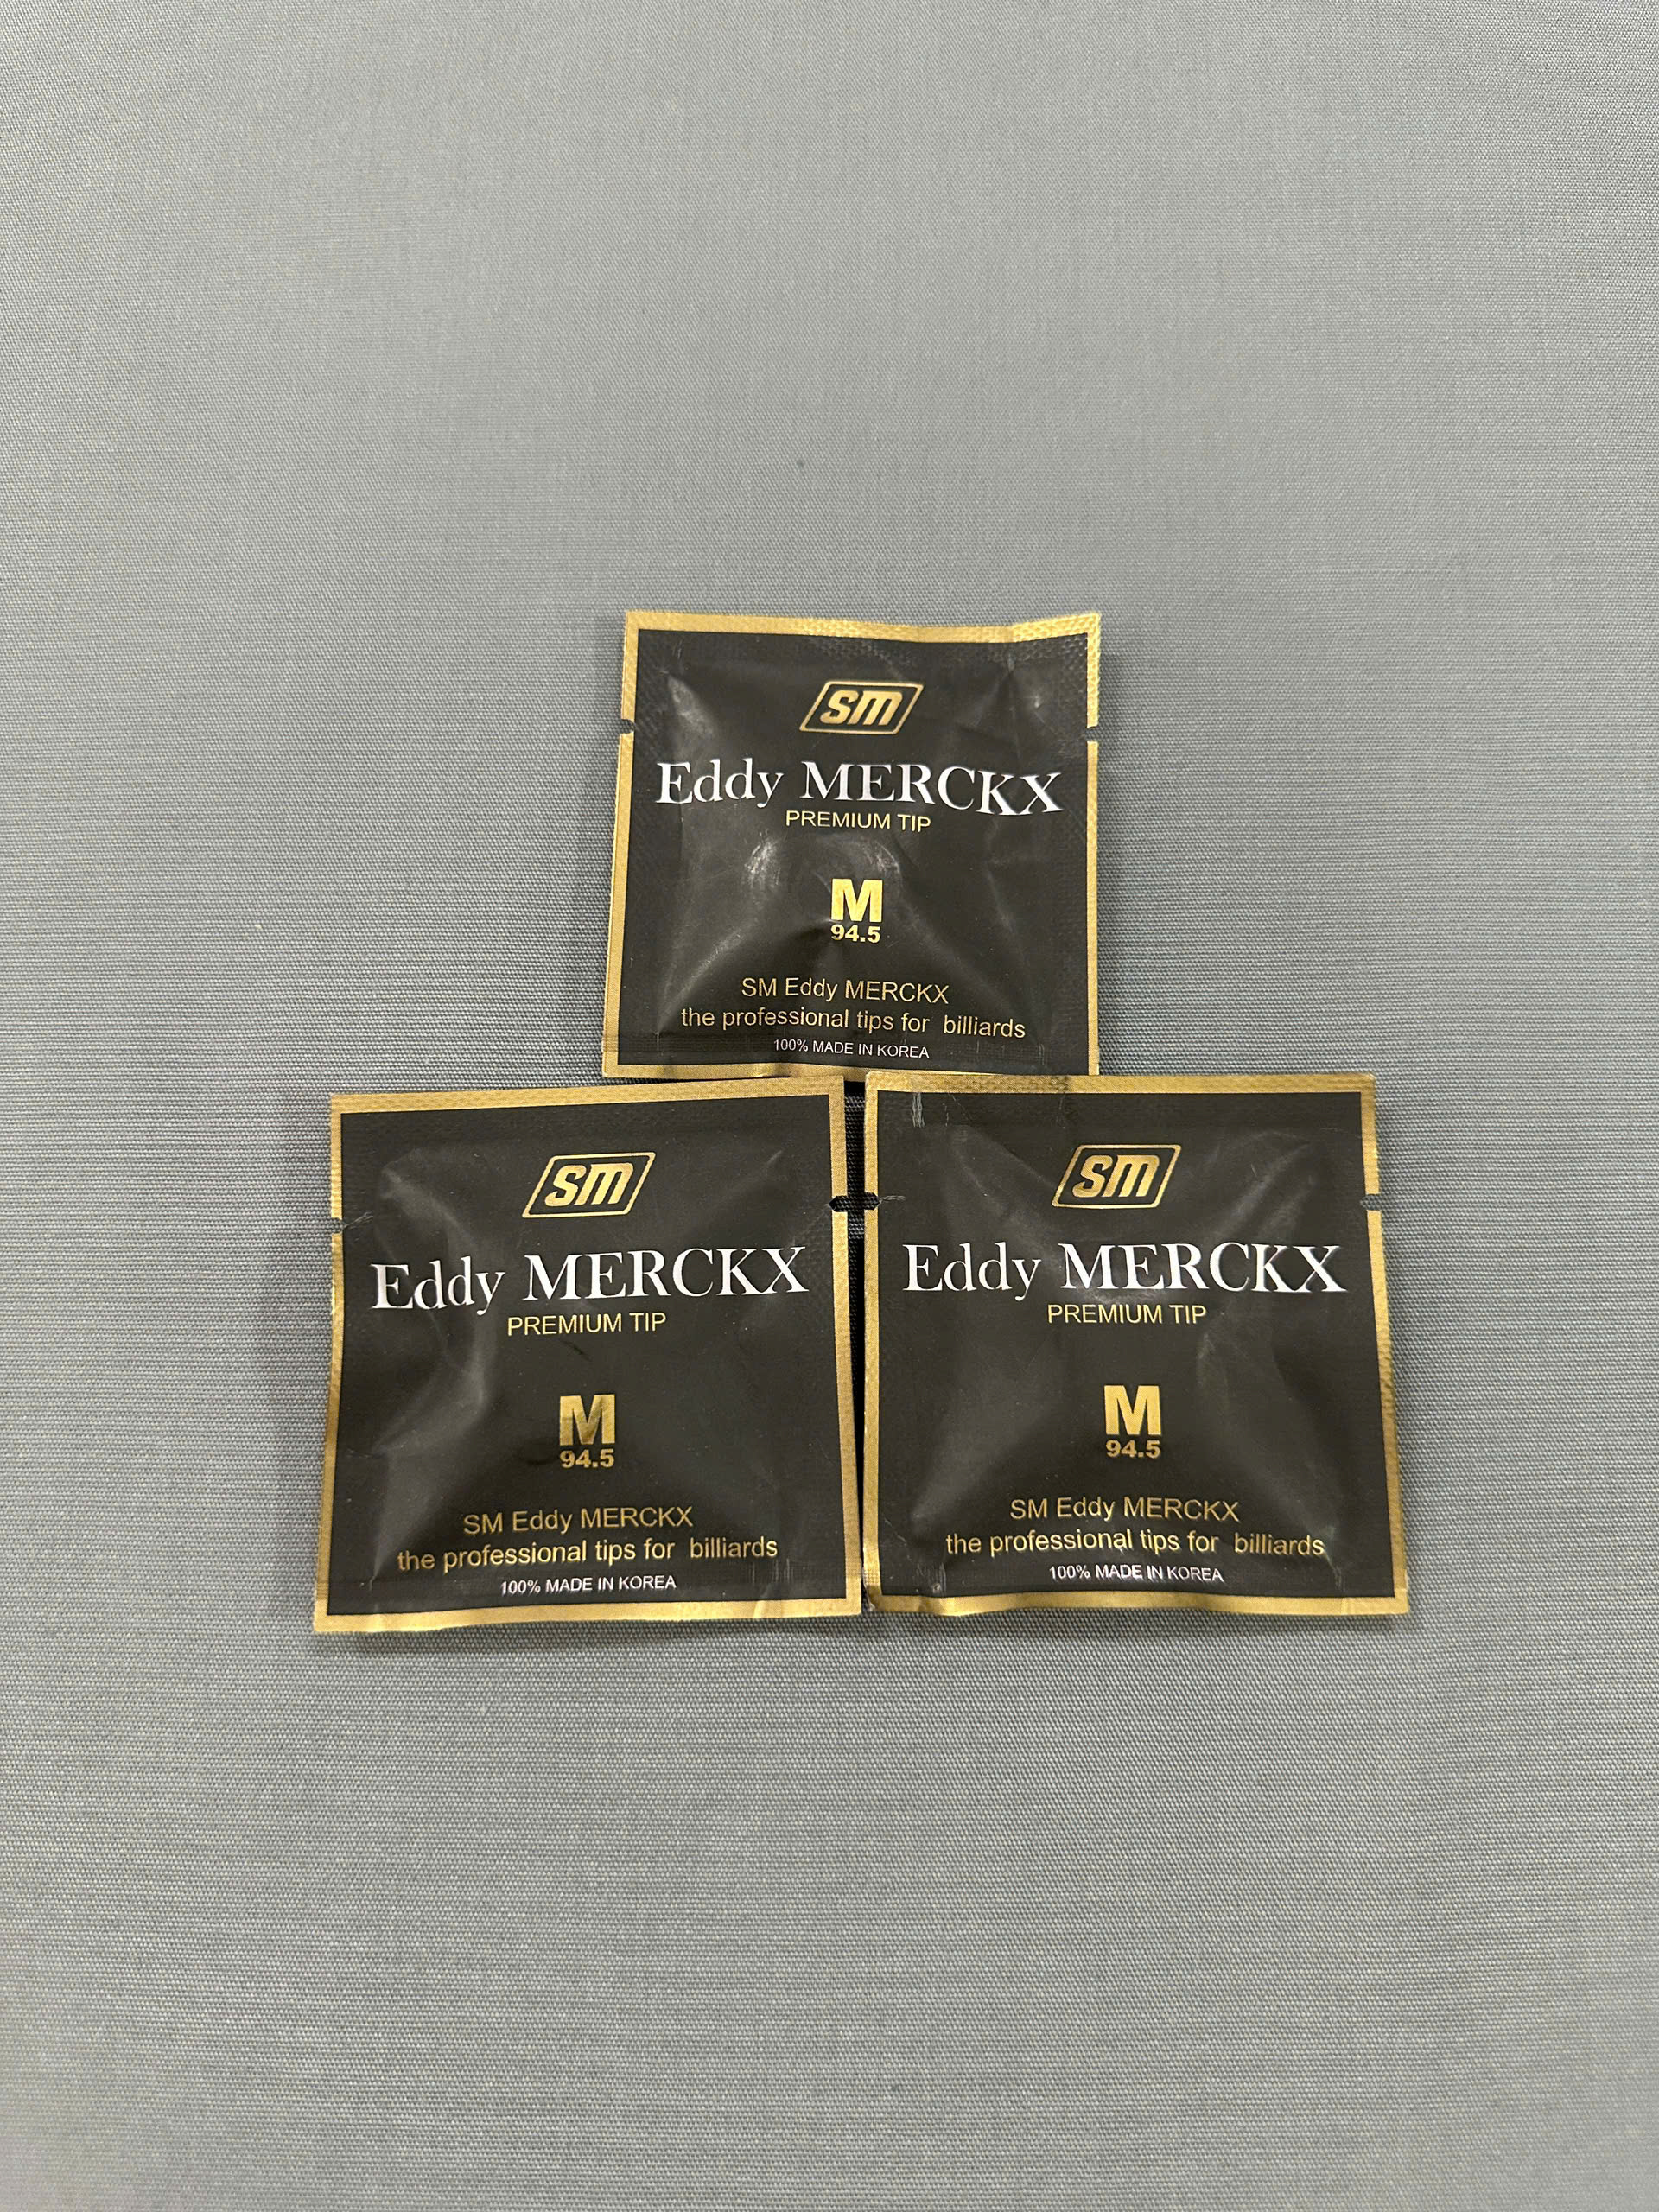 SM
Eddy MERCKX
PREMIUM TIP
M
94.5
SM Eddy MERCKX
the professional tips for billiards
100% MADE IN KOREA
SM
Eddy MERCKX
PREMIUM TIP
M
94.5
SM Eddy MERCKX
the professional tips for billiards
100% MADE IN KOREA
SM
Eddy MERCKX
PREMIUM TIP
M
94.5
SM Eddy MERCKX
the professional tips for billiards
100% MADE IN KOREA